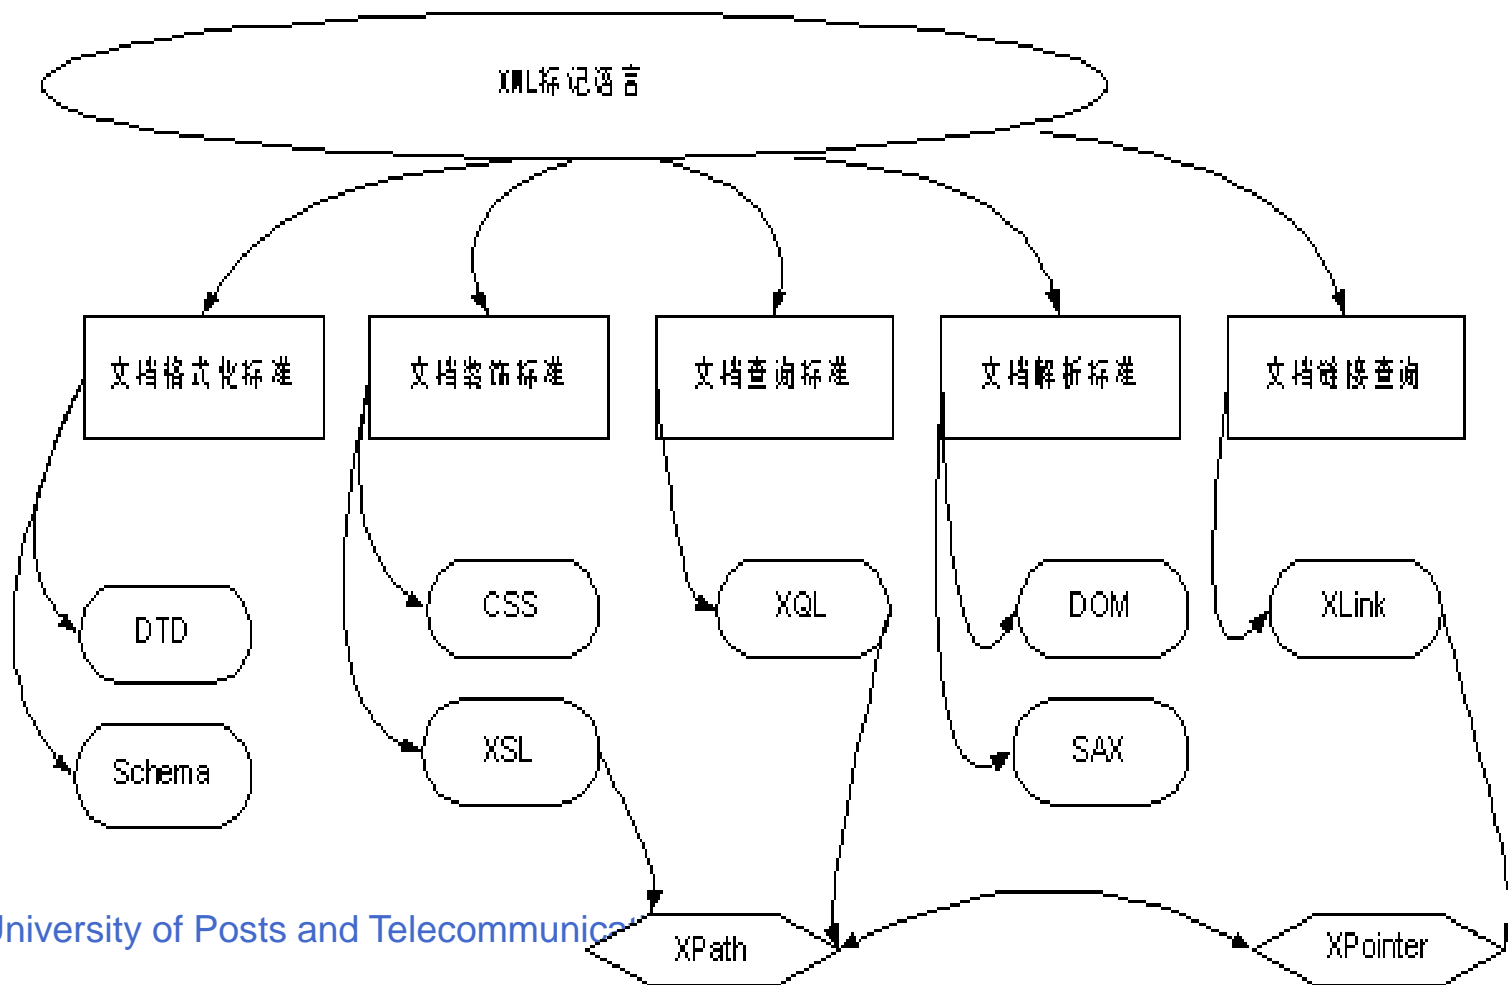 XML标记语言
文档格式化标准
文档装饰标准
文档查询标准
文档解析标准
文档链接查询
DTD
CSS
XQL
DOM
XLink
Schema
XSL
SAX
University of Posts and
XPath
XPointer